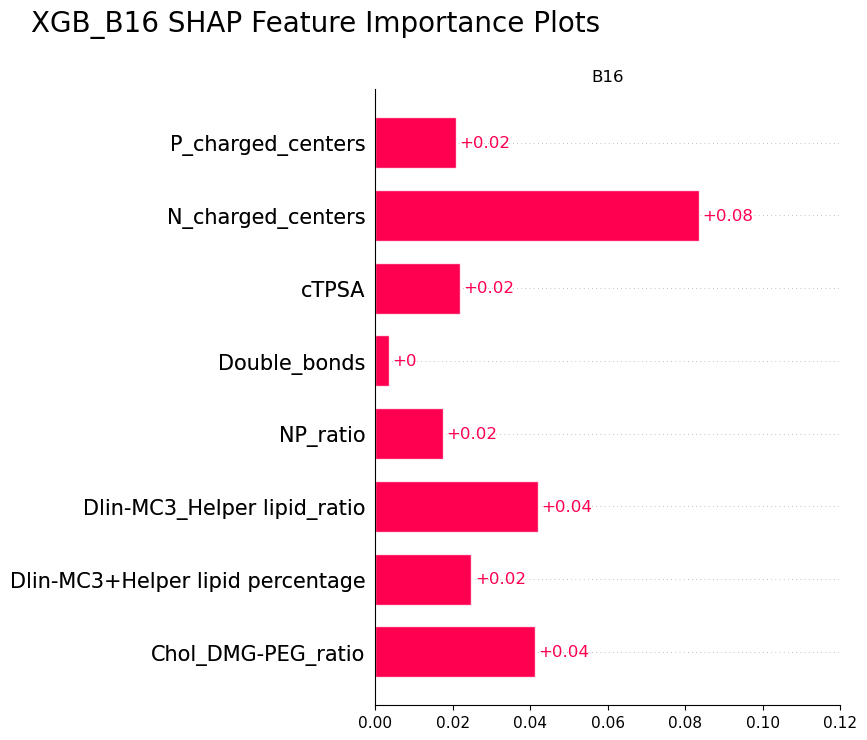 XGB_B16 SHAP Feature Importance Plots
B16
P_charged_centers +0.02
N_charged_centers +0.08
cTPSA +0.02
Double_bonds +0
NP_ratio +0.02
Dlin-MC3_Helper lipid_ratio +0.04
Dlin-MC3+Helper lipid percentage +0.02
Chol_DMG-PEG_ratio +0.04
0.00 0.02 0.04 0.06 0.08 0.10 0.12